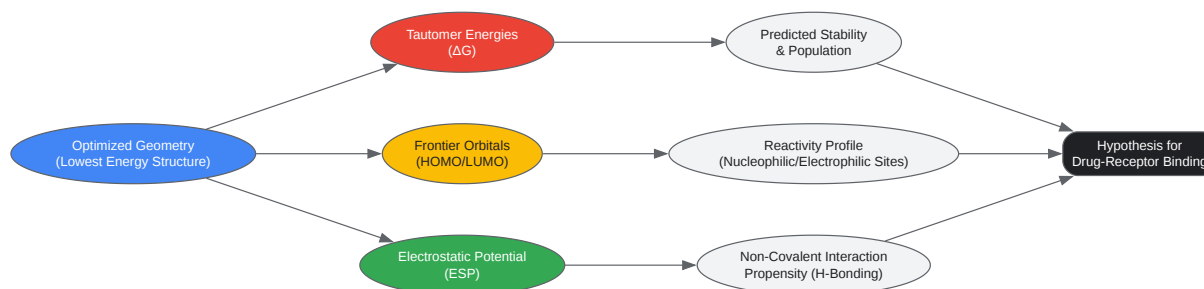 Tautomer Energies
(ΔG)
Predicted Stability
& Population
Optimized Geometry
(Lowest Energy Structure)
Frontier Orbitals
(HOMO/LUMO)
Reactivity Profile
(Nucleophilic/Electrophilic Sites)
Hypothesis for
Drug-Receptor Binding
Electrostatic Potential
(ESP)
Non-Covalent Interaction
Propensity (H-Bonding)